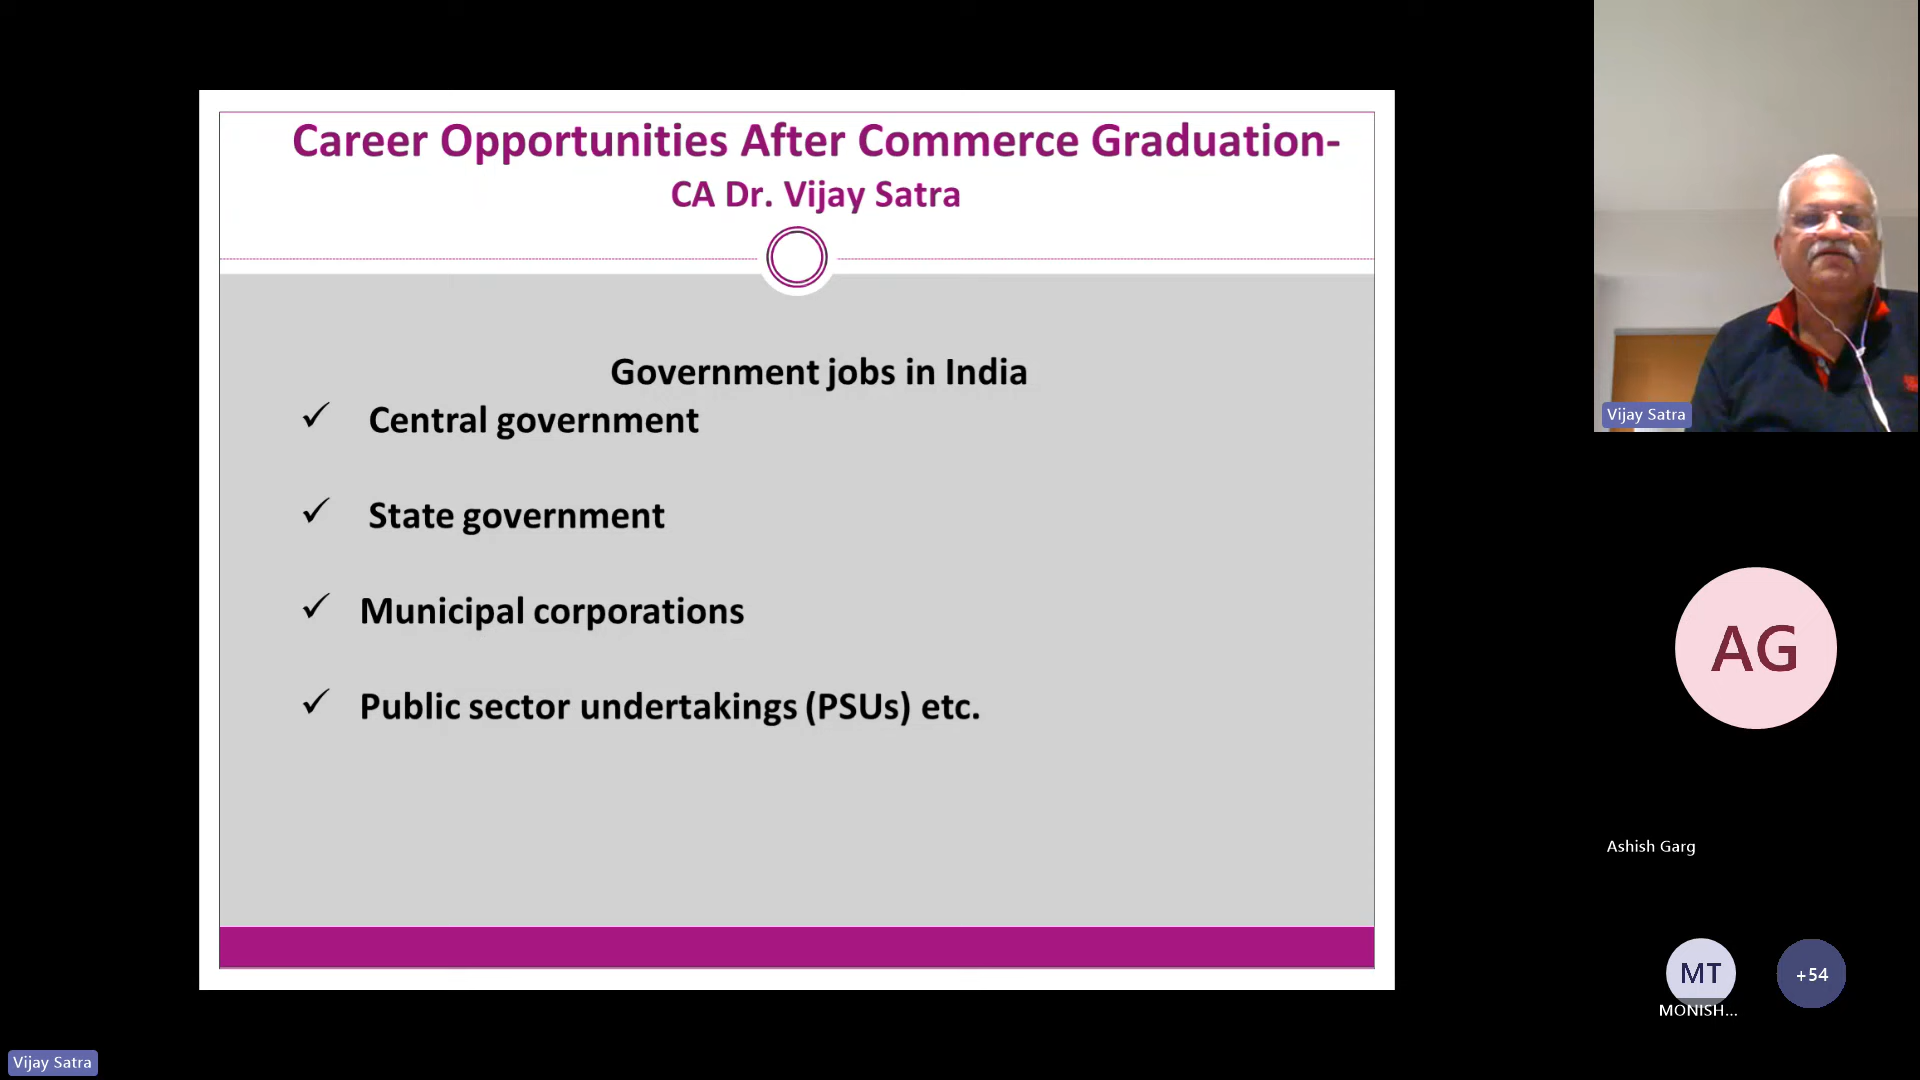 Career Opportunities After Commerce Graduation-
CA Dr. Vijay Satra
Government jobs in India
✓ Central government
✓ State government
✓ Municipal corporations
✓ Public sector undertakings (PSUs) etc.
Vijay Satra
AG
Ashish Garg
MT
+54
MONISH...
Vijay Satra